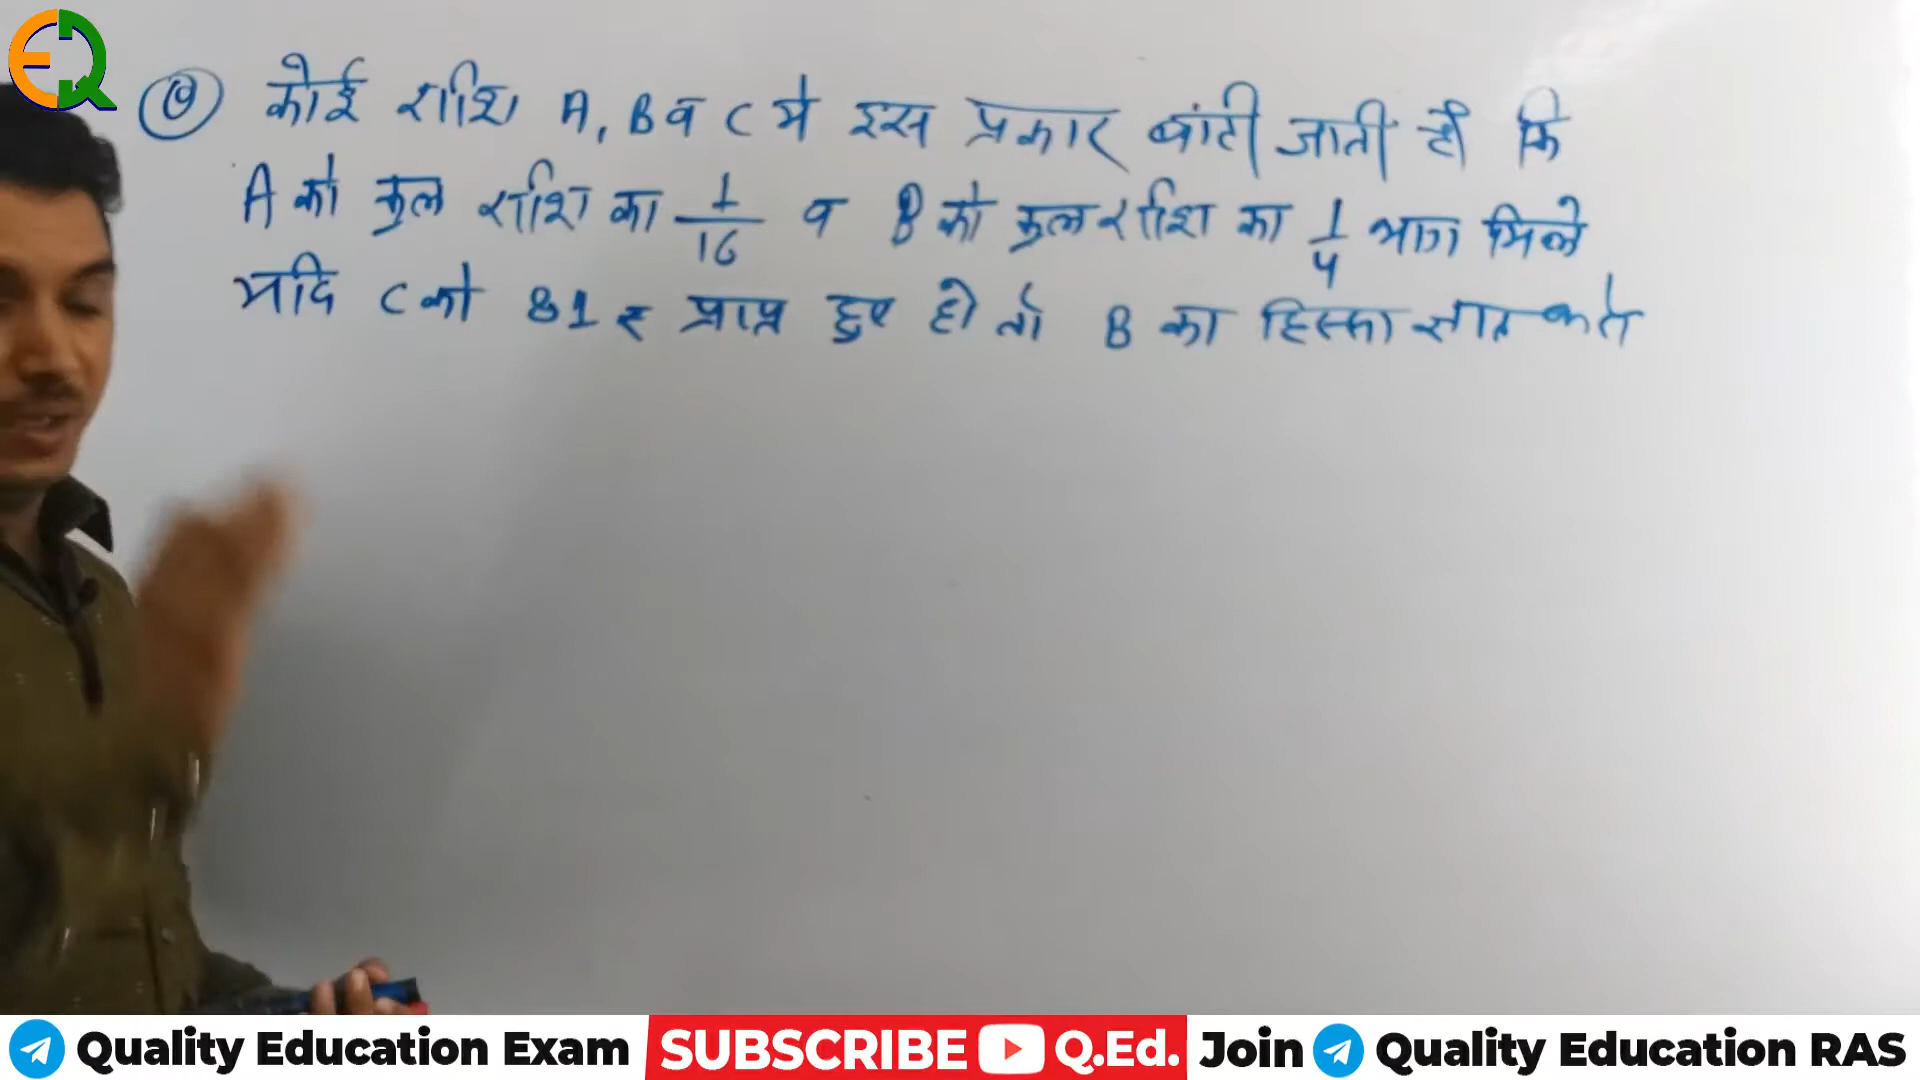 EQ
⑨ कोई राशि A, B व C में इस प्रकार बांटी जाती है कि
A को कुल राशि का 1/16 व B को कुल राशि का 1/4 भाग मिले
यदि C को 81 ₹ प्राप्त हुए हो तो B का हिस्सा ज्ञात करो
Quality Education Exam SUBSCRIBE Q.Ed. Join Quality Education RAS